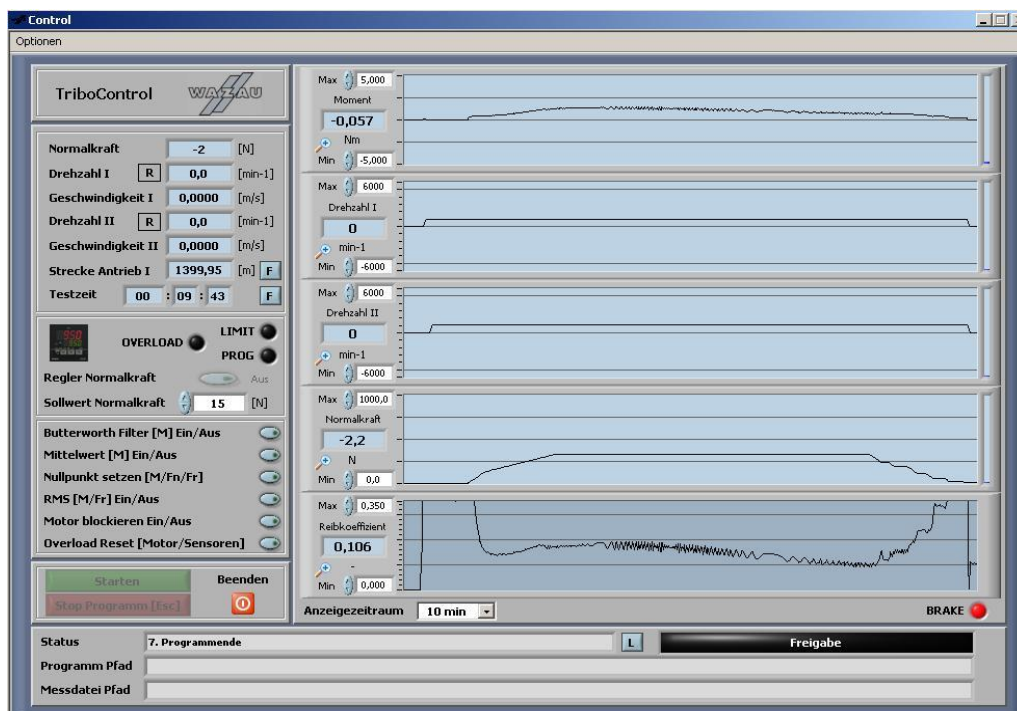 Control
Optionen
TriboControl WAZAU
Normalkraft -2 [N]
Drehzahl I R 0,0 [min-1]
Geschwindigkeit I 0,0000 [m/s]
Drehzahl II R 0,0 [min-1]
Geschwindigkeit II 0,0000 [m/s]
Strecke Antrieb I 1399,95 [m] F
Testzeit 00 : 09 : 43 F
LIMIT
OVERLOAD
PROG
Regler Normalkraft Aus
Sollwert Normalkraft 15 [N]
Butterworth Filter [M] Ein/Aus
Mittelwert [M] Ein/Aus
Nullpunkt setzen [M/Fn/Fr]
RMS [M/Fr] Ein/Aus
Motor blockieren Ein/Aus
Overload Reset [Motor/Sensoren]
Starten Beenden
Stop Programm [Esc]
Max 5,000
Moment
-0,057
Nm
Min -5,000
Max 6000
Drehzahl I
0
min-1
Min -6000
Max 6000
Drehzahl II
0
min-1
Min -6000
Max 1000,0
Normalkraft
-2,2
N
Min 0,0
Max 0,350
Reibkoeffizient
0,106
-
Min 0,000
Anzeigezeitraum 10 min BRAKE
Status 7. Programmende L Freigabe
Programm Pfad
Messdatei Pfad